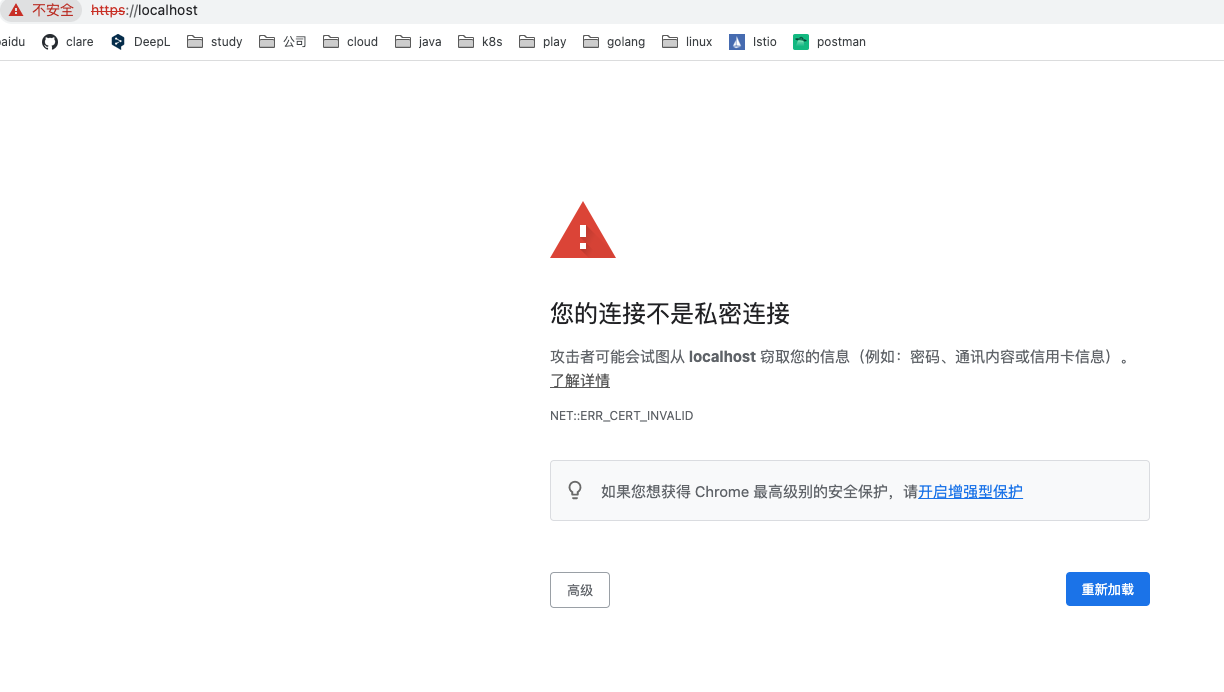 不安全 https://localhost
aidu clare DeepL study 公司 cloud java k8s play golang linux Istio postman
您的连接不是私密连接
攻击者可能会试图从 localhost 窃取您的信息（例如：密码、通讯内容或信用卡信息）。
了解详情
NET::ERR_CERT_INVALID
如果您想获得 Chrome 最高级别的安全保护，请开启增强型保护
高级 重新加载